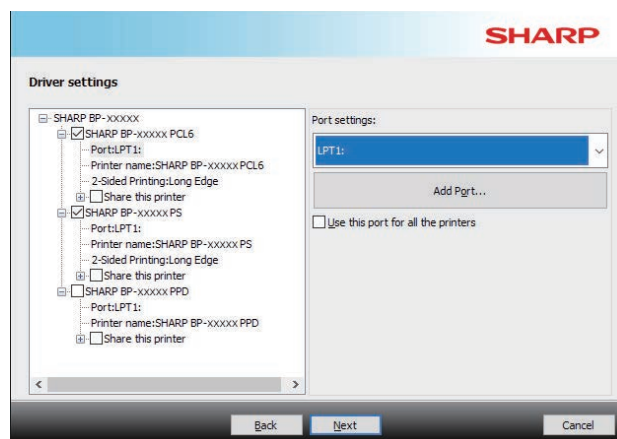 SHARP
Driver settings
SHARP BP-xxxxx
SHARP BP-xxxxx PCL6
Port:LPT1:
Printer name:SHARP BP-xxxxx PCL6
2-Sided Printing:Long Edge
Share this printer
SHARP BP-xxxxx PS
Port:LPT1:
Printer name:SHARP BP-xxxxx PS
2-Sided Printing:Long Edge
Share this printer
SHARP BP-xxxxx PPD
Port:LPT1:
Printer name:SHARP BP-xxxxx PPD
Share this printer
Port settings:
LPT1:
Add Port...
Use this port for all the printers
Back
Next
Cancel